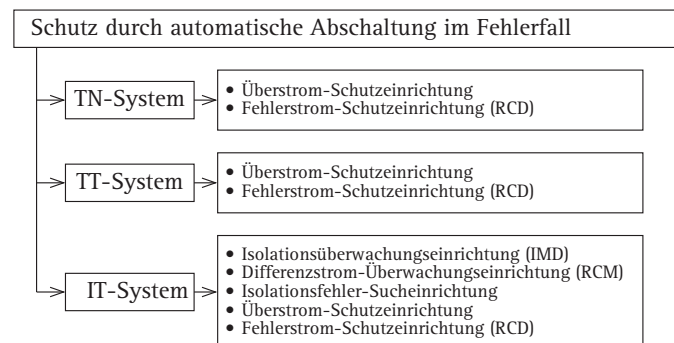 Schutz durch automatische Abschaltung im Fehlerfall
TN-System
• Überstrom-Schutzeinrichtung
• Fehlerstrom-Schutzeinrichtung (RCD)
TT-System
• Überstrom-Schutzeinrichtung
• Fehlerstrom-Schutzeinrichtung (RCD)
IT-System
• Isolationsüberwachungseinrichtung (IMD)
• Differenzstrom-Überwachungseinrichtung (RCM)
• Isolationsfehler-Sucheinrichtung
• Überstrom-Schutzeinrichtung
• Fehlerstrom-Schutzeinrichtung (RCD)